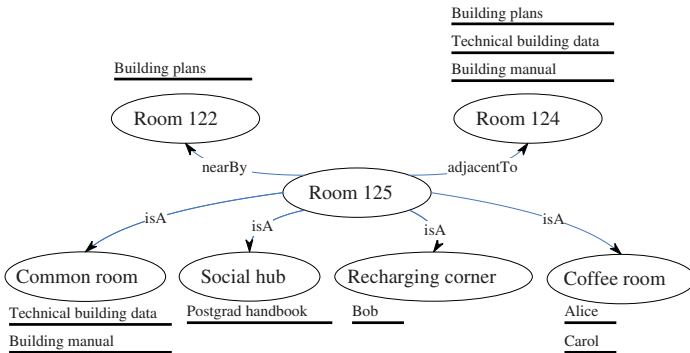 Building plans
Technical building data
Building manual
Building plans
Room 122
Room 124
nearBy
adjacentTo
Room 125
isA
isA
isA
isA
Common room
Social hub
Recharging corner
Coffee room
Technical building data
Building manual
Postgrad handbook
Bob
Alice
Carol